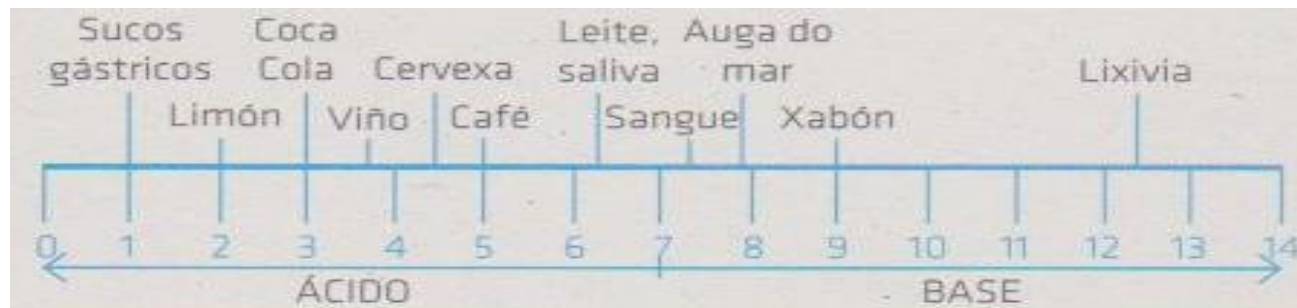 Sucos Coca Leite, Auga do
gástricos Cola Cervexa saliva mar Lixivia
Limón Viño Café Sangue Xabón
0 1 2 3 4 5 6 7 8 9 10 11 12 13 14
ÁCIDO BASE